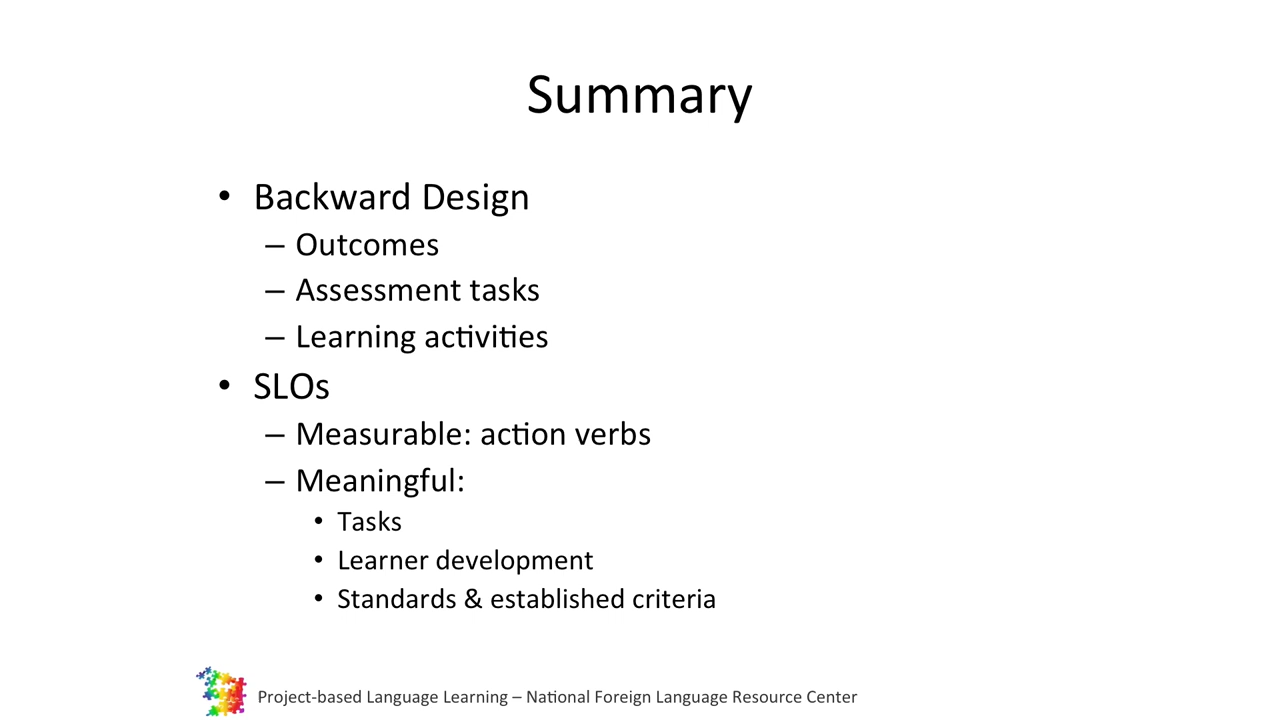 Summary
• Backward Design
– Outcomes
– Assessment tasks
– Learning activities
• SLOs
– Measurable: action verbs
– Meaningful:
• Tasks
• Learner development
• Standards & established criteria
Project-based Language Learning – National Foreign Language Resource Center